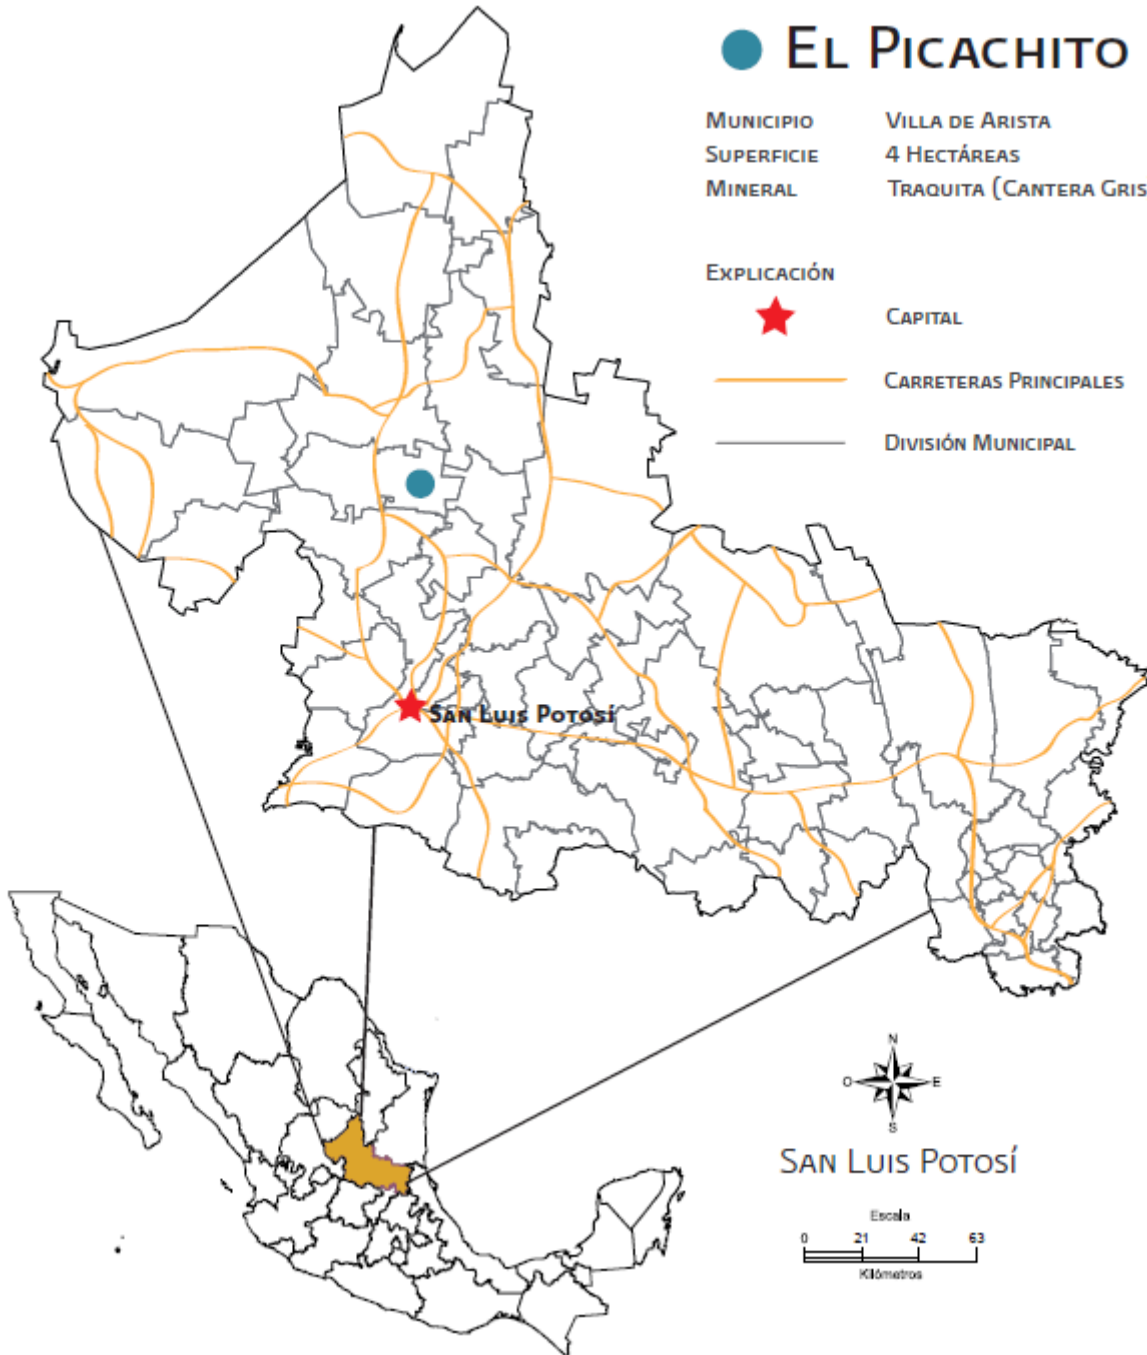 El Picachito
Municipio Villa de Arista
Superficie 4 Hectáreas
Mineral Traquita (Cantera Gris
Explicación
Capital
Carreteras Principales
División Municipal
San Luis Potosí
N
O E
S
San Luis Potosí
Escala
0 21 42 63
Kilómetros